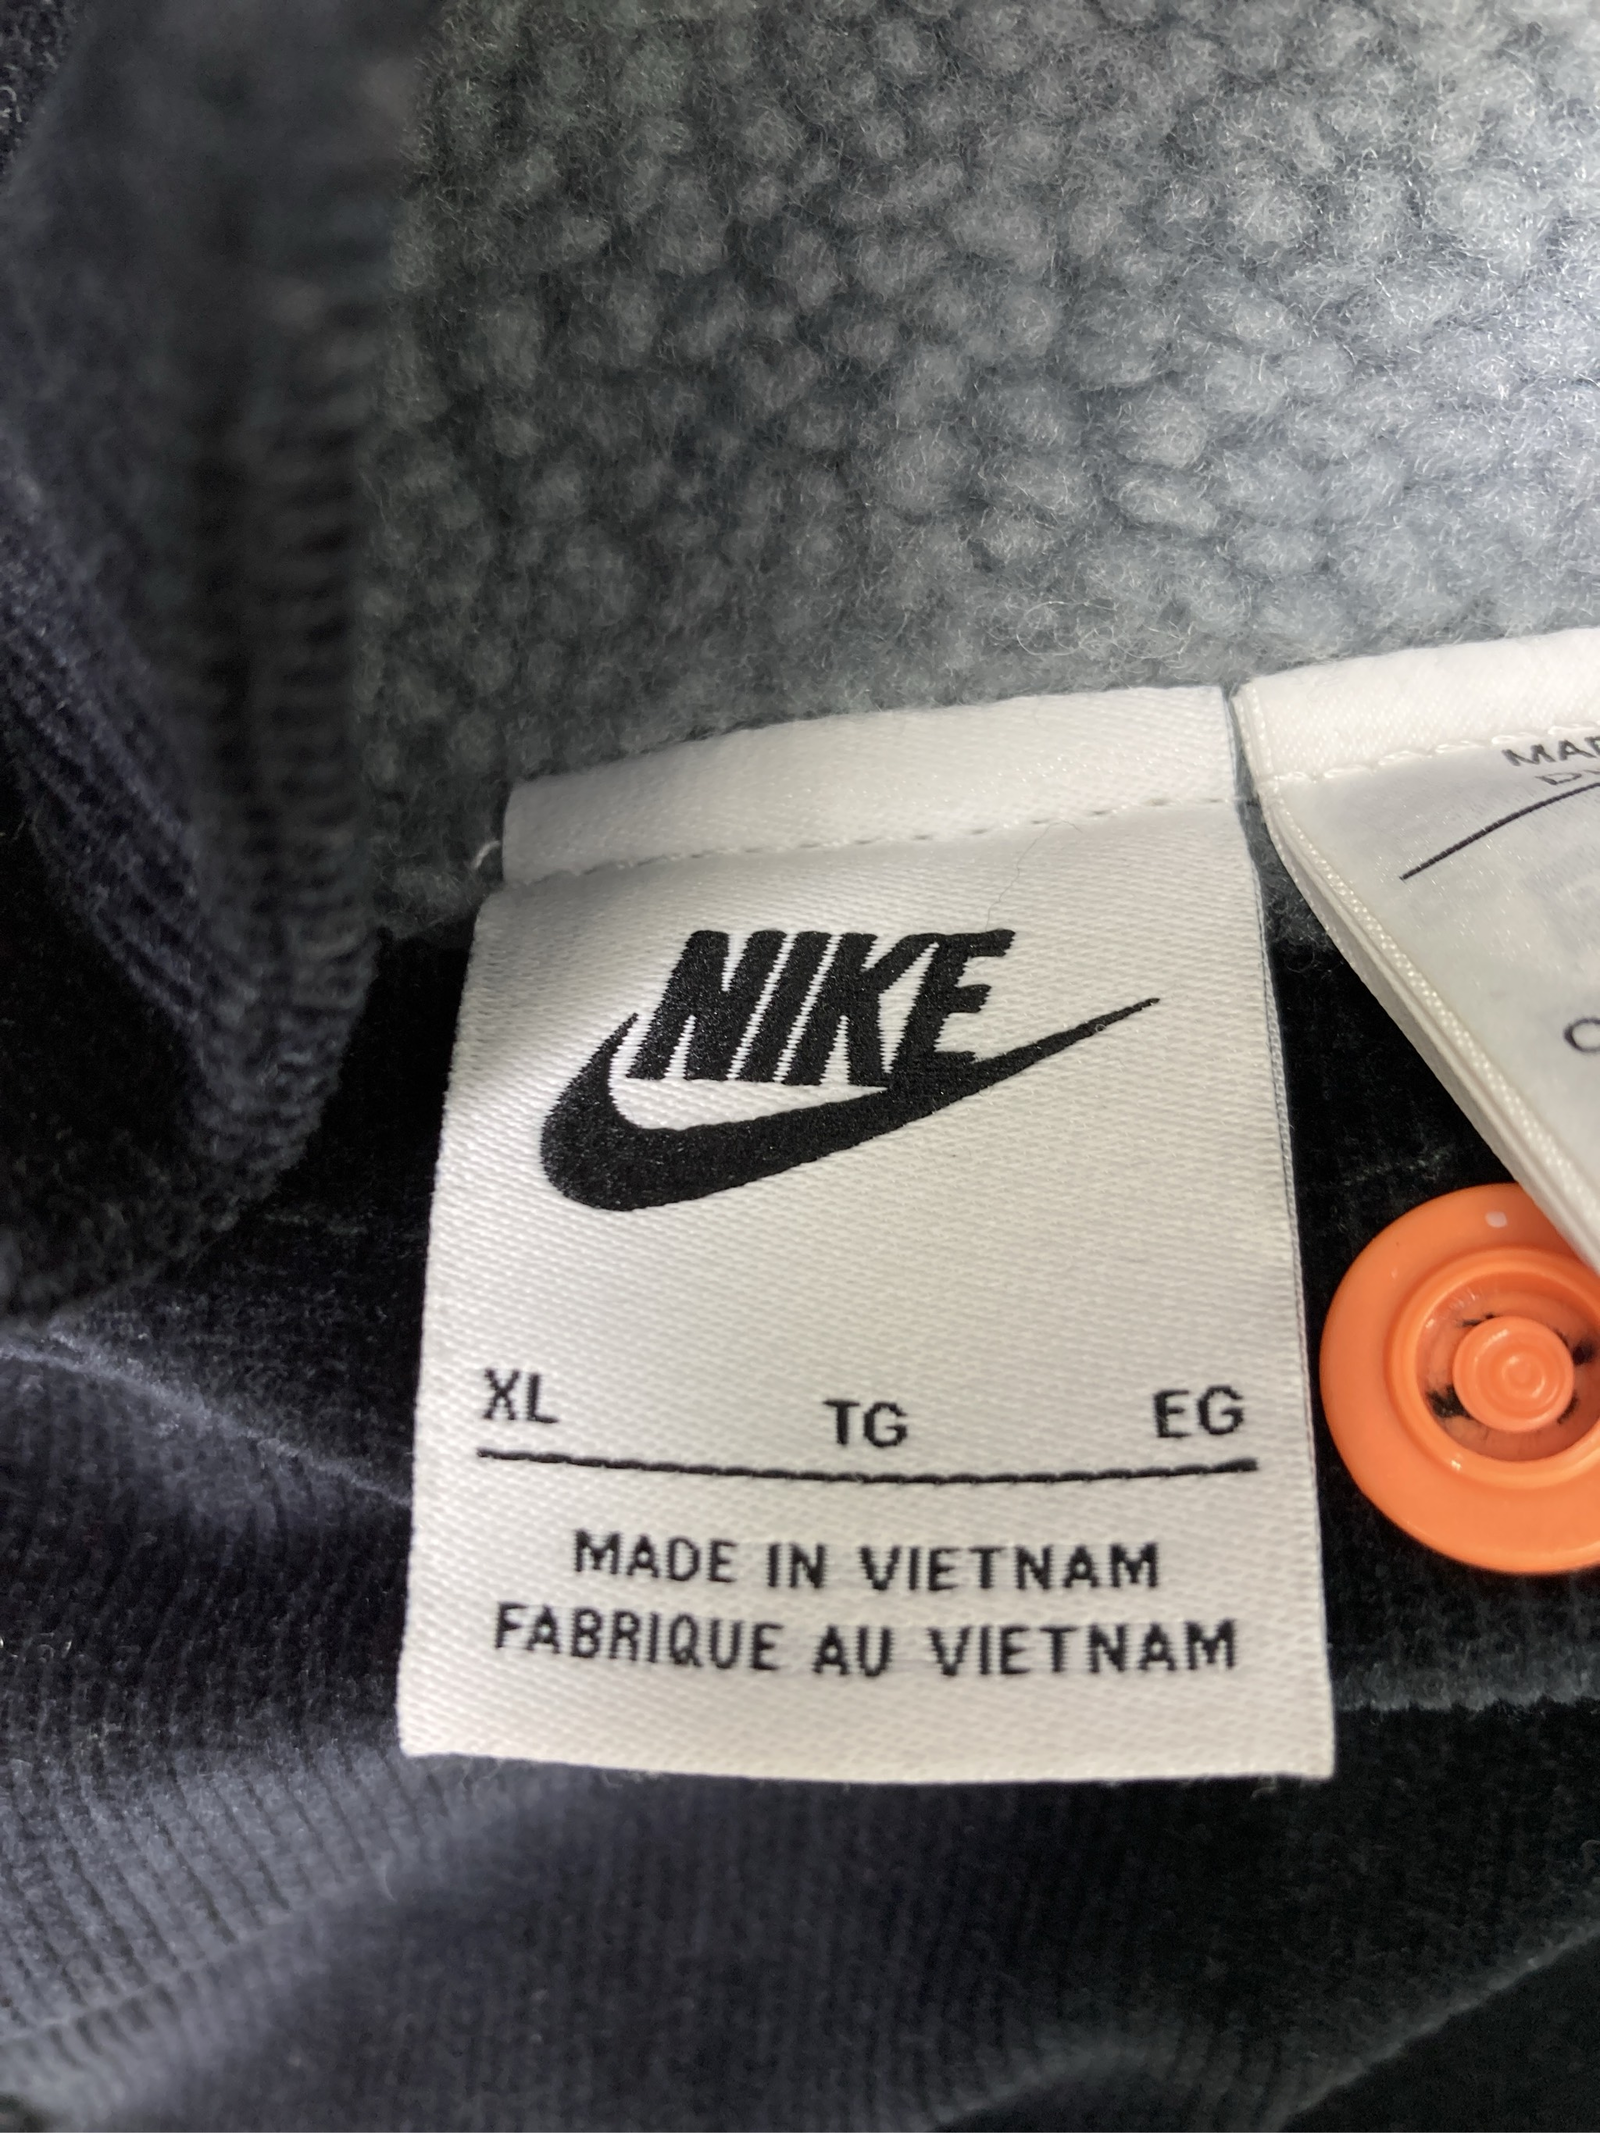 NIKE
XL TG EG
MADE IN VIETNAM
FABRIQUE AU VIETNAM